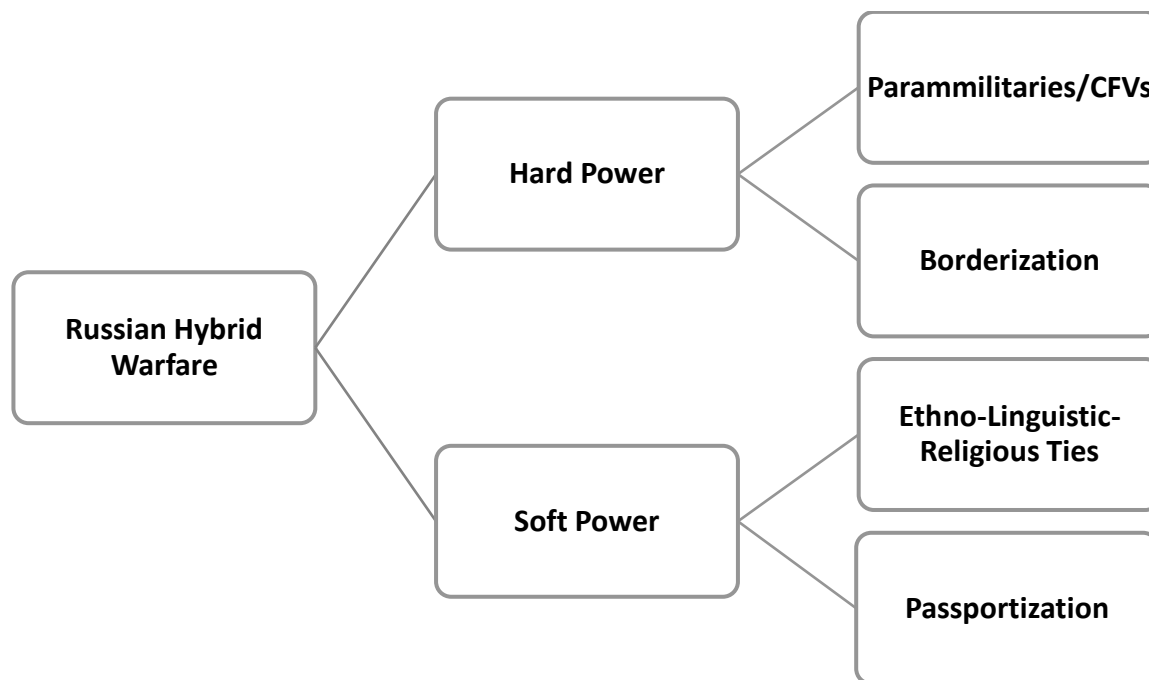 Parammilitaries/CFVs
Hard Power
Borderization
Russian Hybrid
Warfare
Ethno-Linguistic-
Religious Ties
Soft Power
Passportization